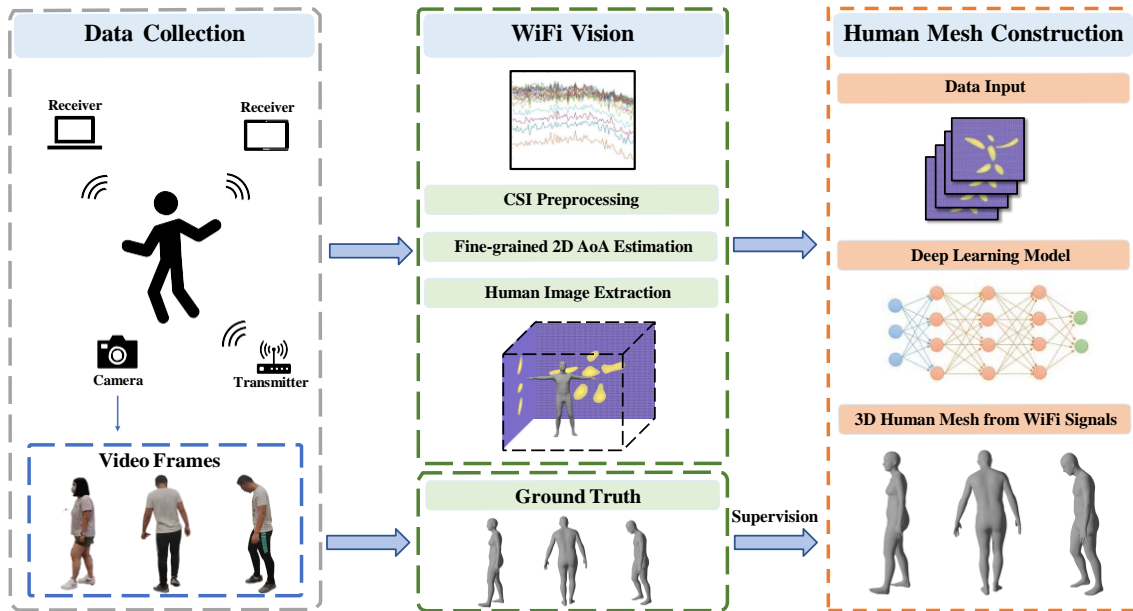 Data Collection
Receiver
Receiver
Camera
Transmitter
Video Frames
WiFi Vision
CSI Preprocessing
Fine-grained 2D AoA Estimation
Human Image Extraction
Ground Truth
Supervision
Human Mesh Construction
Data Input
Deep Learning Model
3D Human Mesh from WiFi Signals